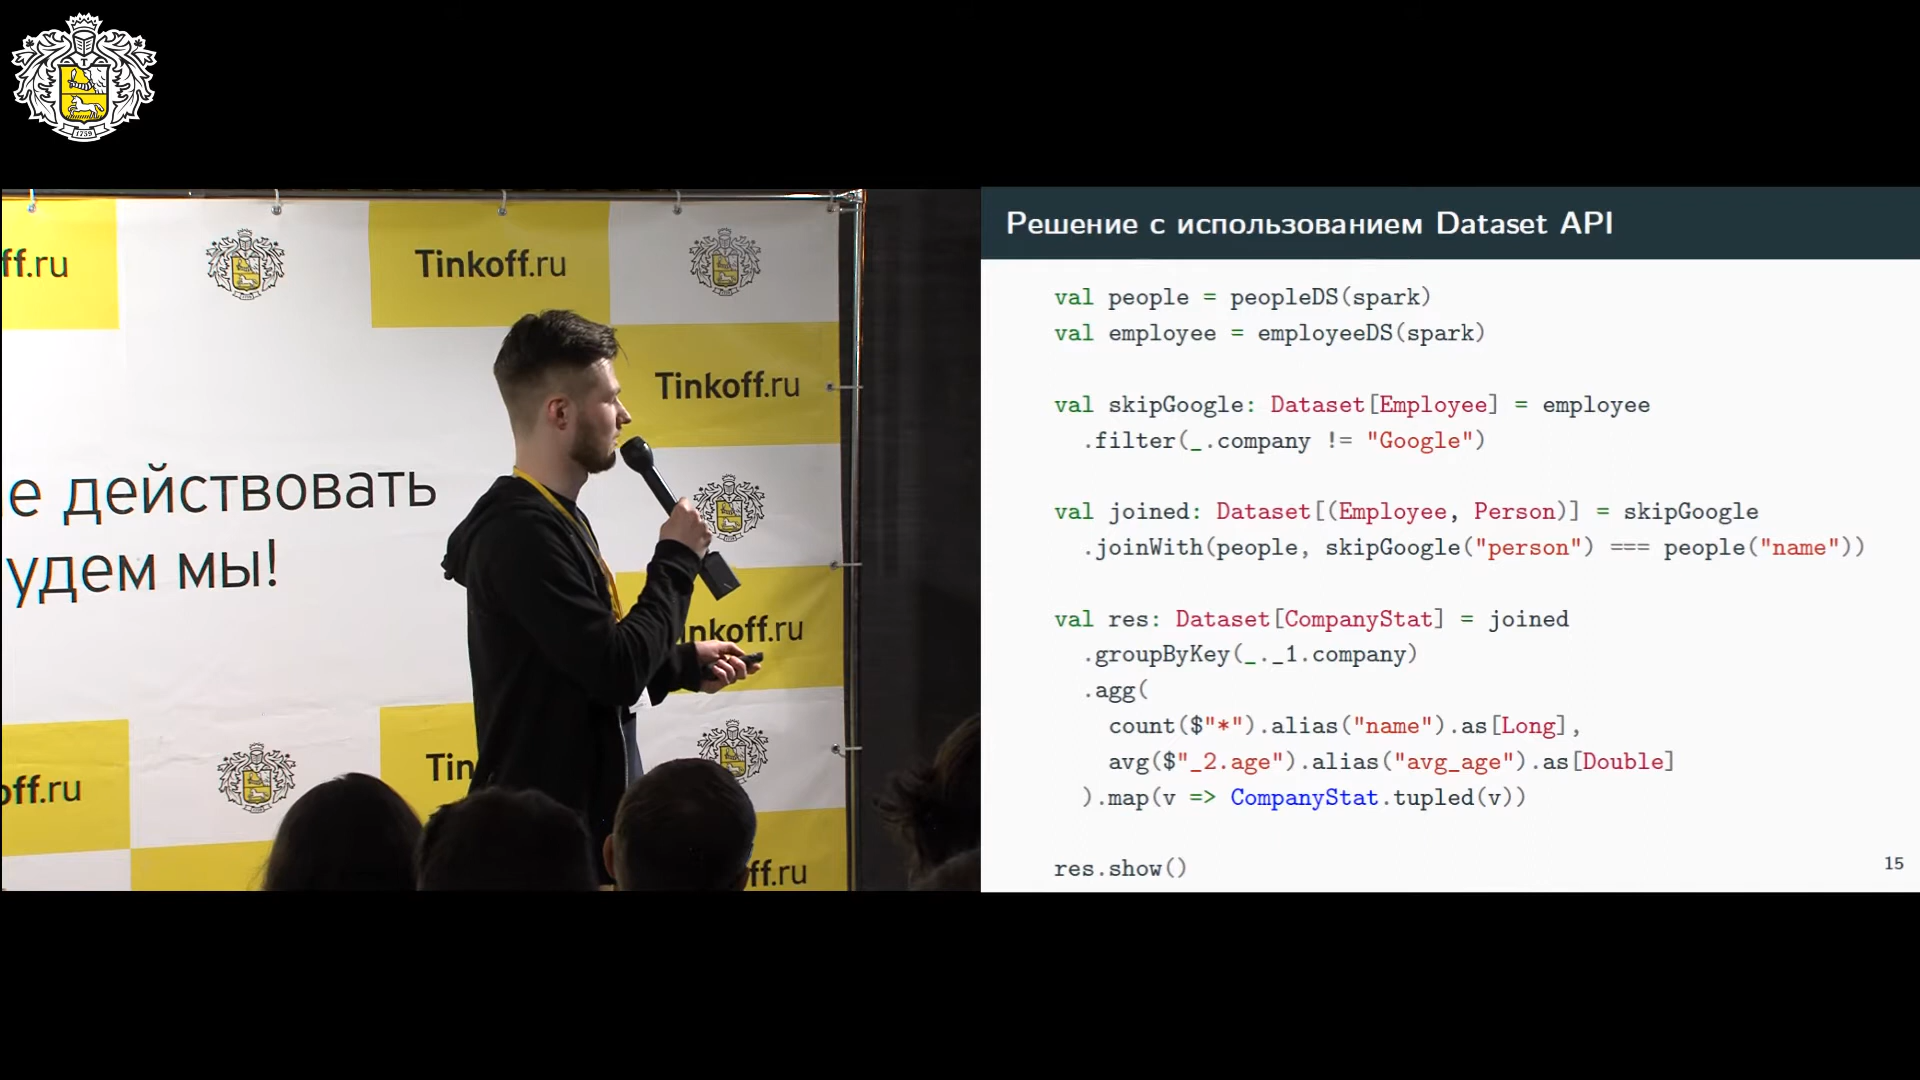 1759
ff.ru
Tinkoff.ru
Tinkoff.ru
е действовать
удем мы!
inkoff.ru
off.ru
Tin
ff.ru
Решение с использованием Dataset API
val people = peopleDS(spark)
val employee = employeeDS(spark)
val skipGoogle: Dataset[Employee] = employee
.filter(_.company != "Google")
val joined: Dataset[(Employee, Person)] = skipGoogle
.joinWith(people, skipGoogle("person") === people("name"))
val res: Dataset[CompanyStat] = joined
.groupByKey(_._1.company)
.agg(
count($"*").alias("name").as[Long],
avg($"_2.age").alias("avg_age").as[Double]
).map(v => CompanyStat.tupled(v))
res.show()
15